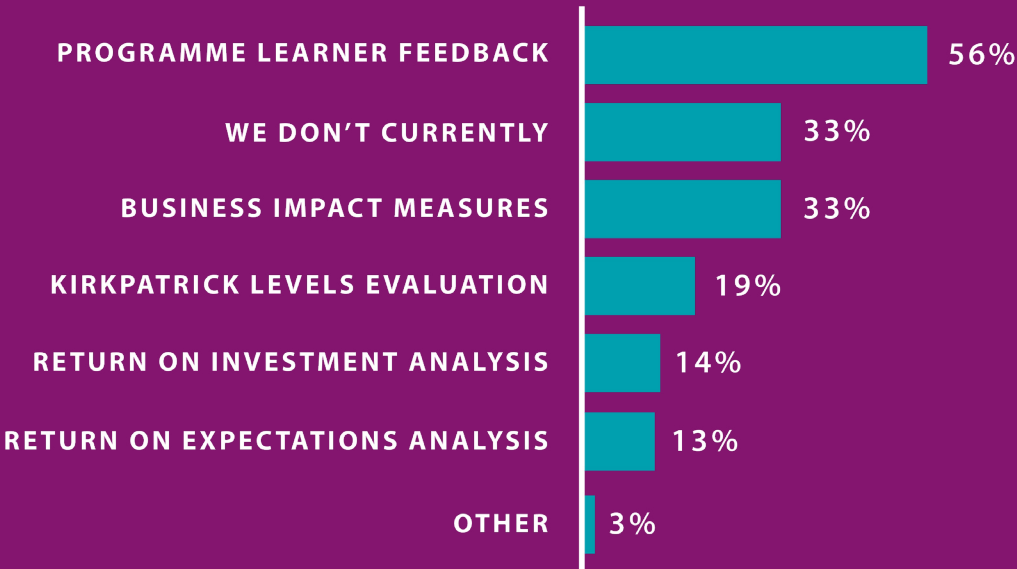 PROGRAMME LEARNER FEEDBACK 56%
WE DON’T CURRENTLY 33%
BUSINESS IMPACT MEASURES 33%
KIRKPATRICK LEVELS EVALUATION 19%
RETURN ON INVESTMENT ANALYSIS 14%
RETURN ON EXPECTATIONS ANALYSIS 13%
OTHER 3%